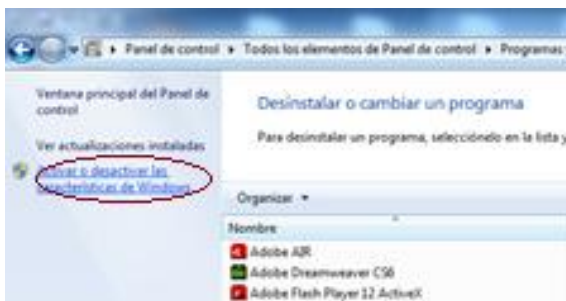 Panel de control ▸ Todos los elementos de Panel de control ▸ Programas
Ventana principal del Panel de
control
Ver actualizaciones instaladas
Activar o desactivar las
características de Windows
Desinstalar o cambiar un programa
Para desinstalar un programa, selecciónelo en la lista y
Organizar
Nombre
Adobe AIR
Adobe Dreamweaver CS6
Adobe Flash Player 12 ActiveX